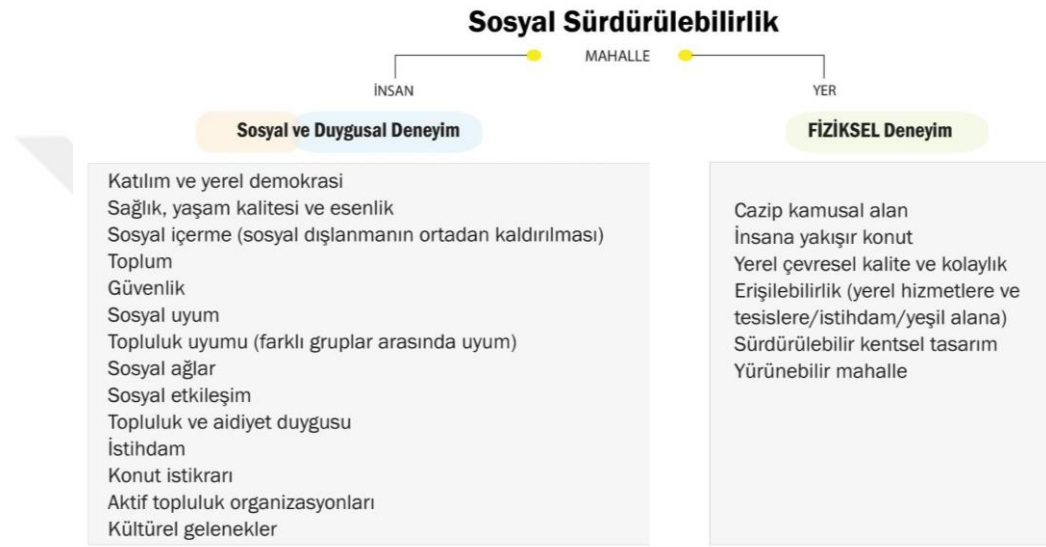 Sosyal Sürdürülebilirlik
MAHALLE
İNSAN
YER
Sosyal ve Duygusal Deneyim
FİZİKSEL Deneyim
Katılım ve yerel demokrasi
Sağlık, yaşam kalitesi ve esenlik
Sosyal içerme (sosyal dışlanmanın ortadan kaldırılması)
Toplum
Güvenlik
Sosyal uyum
Topluluk uyumu (farklı gruplar arasında uyum)
Sosyal ağlar
Sosyal etkileşim
Topluluk ve aidiyet duygusu
İstihdam
Konut istikrarı
Aktif topluluk organizasyonları
Kültürel gelenekler
Cazip kamusal alan
İnsana yakışır konut
Yerel çevresel kalite ve kolaylık
Erişilebilirlik (yerel hizmetlere ve
tesislere/istihdam/yeşil alana)
Sürdürülebilir kentsel tasarım
Yürünebilir mahalle